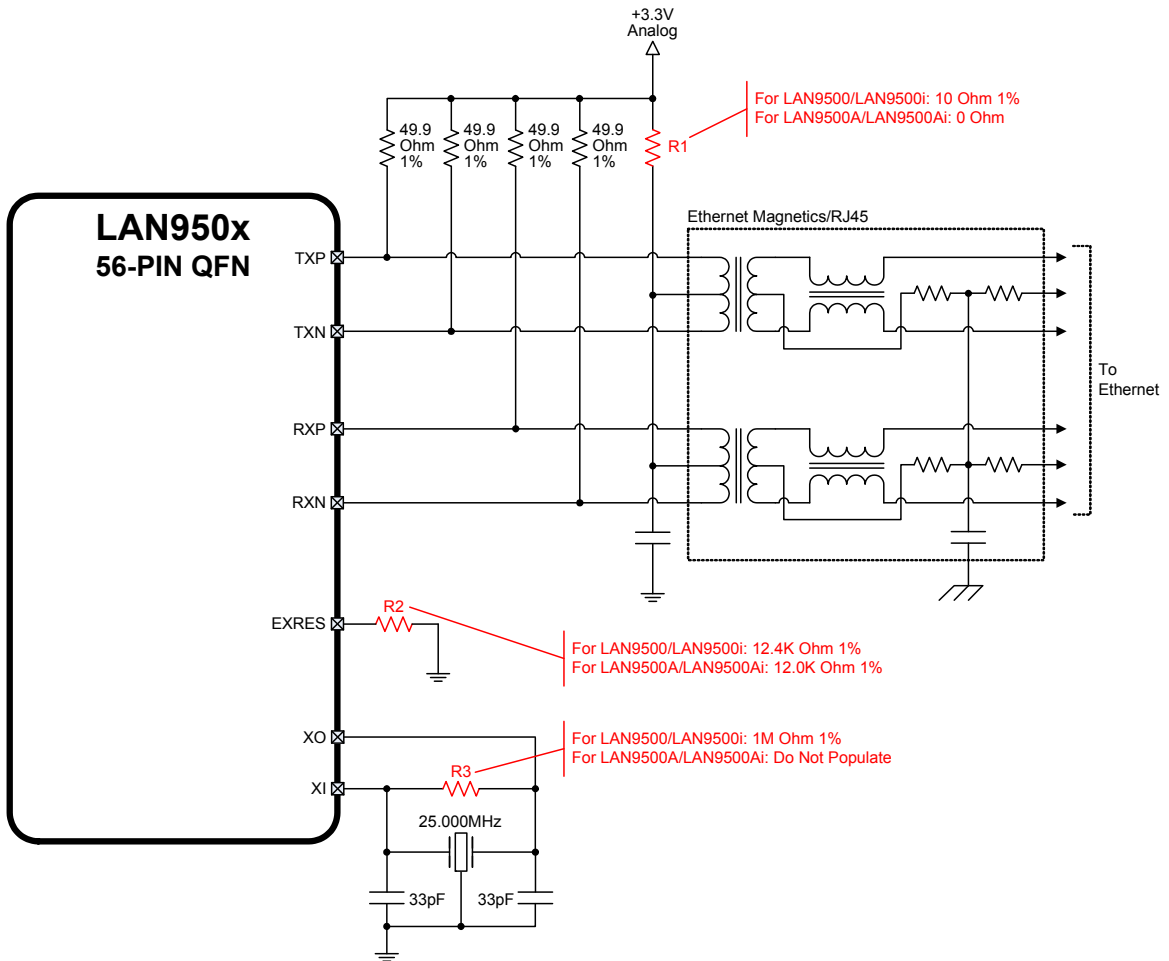 +3.3V
Analog
For LAN9500/LAN9500i: 10 Ohm 1%
For LAN9500A/LAN9500Ai: 0 Ohm
49.9
Ohm
1%
49.9
Ohm
1%
49.9
Ohm
1%
49.9
Ohm
1%
R1
LAN950x
56-PIN QFN
Ethernet Magnetics/RJ45
TXP
TXN
RXP
RXN
To
Ethernet
EXRES
R2
For LAN9500/LAN9500i: 12.4K Ohm 1%
For LAN9500A/LAN9500Ai: 12.0K Ohm 1%
XO
XI
R3
For LAN9500/LAN9500i: 1M Ohm 1%
For LAN9500A/LAN9500Ai: Do Not Populate
25.000MHz
33pF
33pF